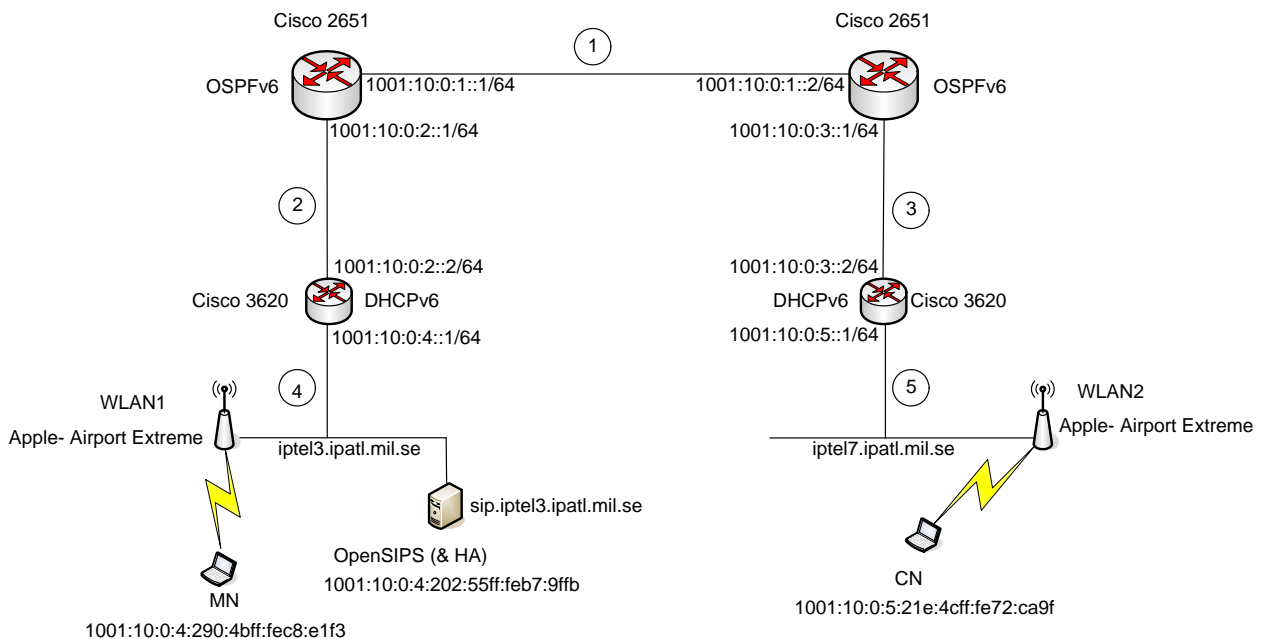 Cisco 2651
Cisco 2651
1
OSPFv6
1001:10:0:1::1/64
1001:10:0:1::2/64
OSPFv6
1001:10:0:2::1/64
1001:10:0:3::1/64
2
3
1001:10:0:2::2/64
1001:10:0:3::2/64
Cisco 3620
DHCPv6
DHCPv6
Cisco 3620
1001:10:0:4::1/64
1001:10:0:5::1/64
4
5
WLAN1
WLAN2
Apple- Airport Extreme
Apple- Airport Extreme
iptel3.ipatl.mil.se
iptel7.ipatl.mil.se
sip.iptel3.ipatl.mil.se
OpenSIPS (& HA)
1001:10:0:4:202:55ff:feb7:9ffb
CN
1001:10:0:5:21e:4cff:fe72:ca9f
MN
1001:10:0:4:290:4bff:fec8:e1f3